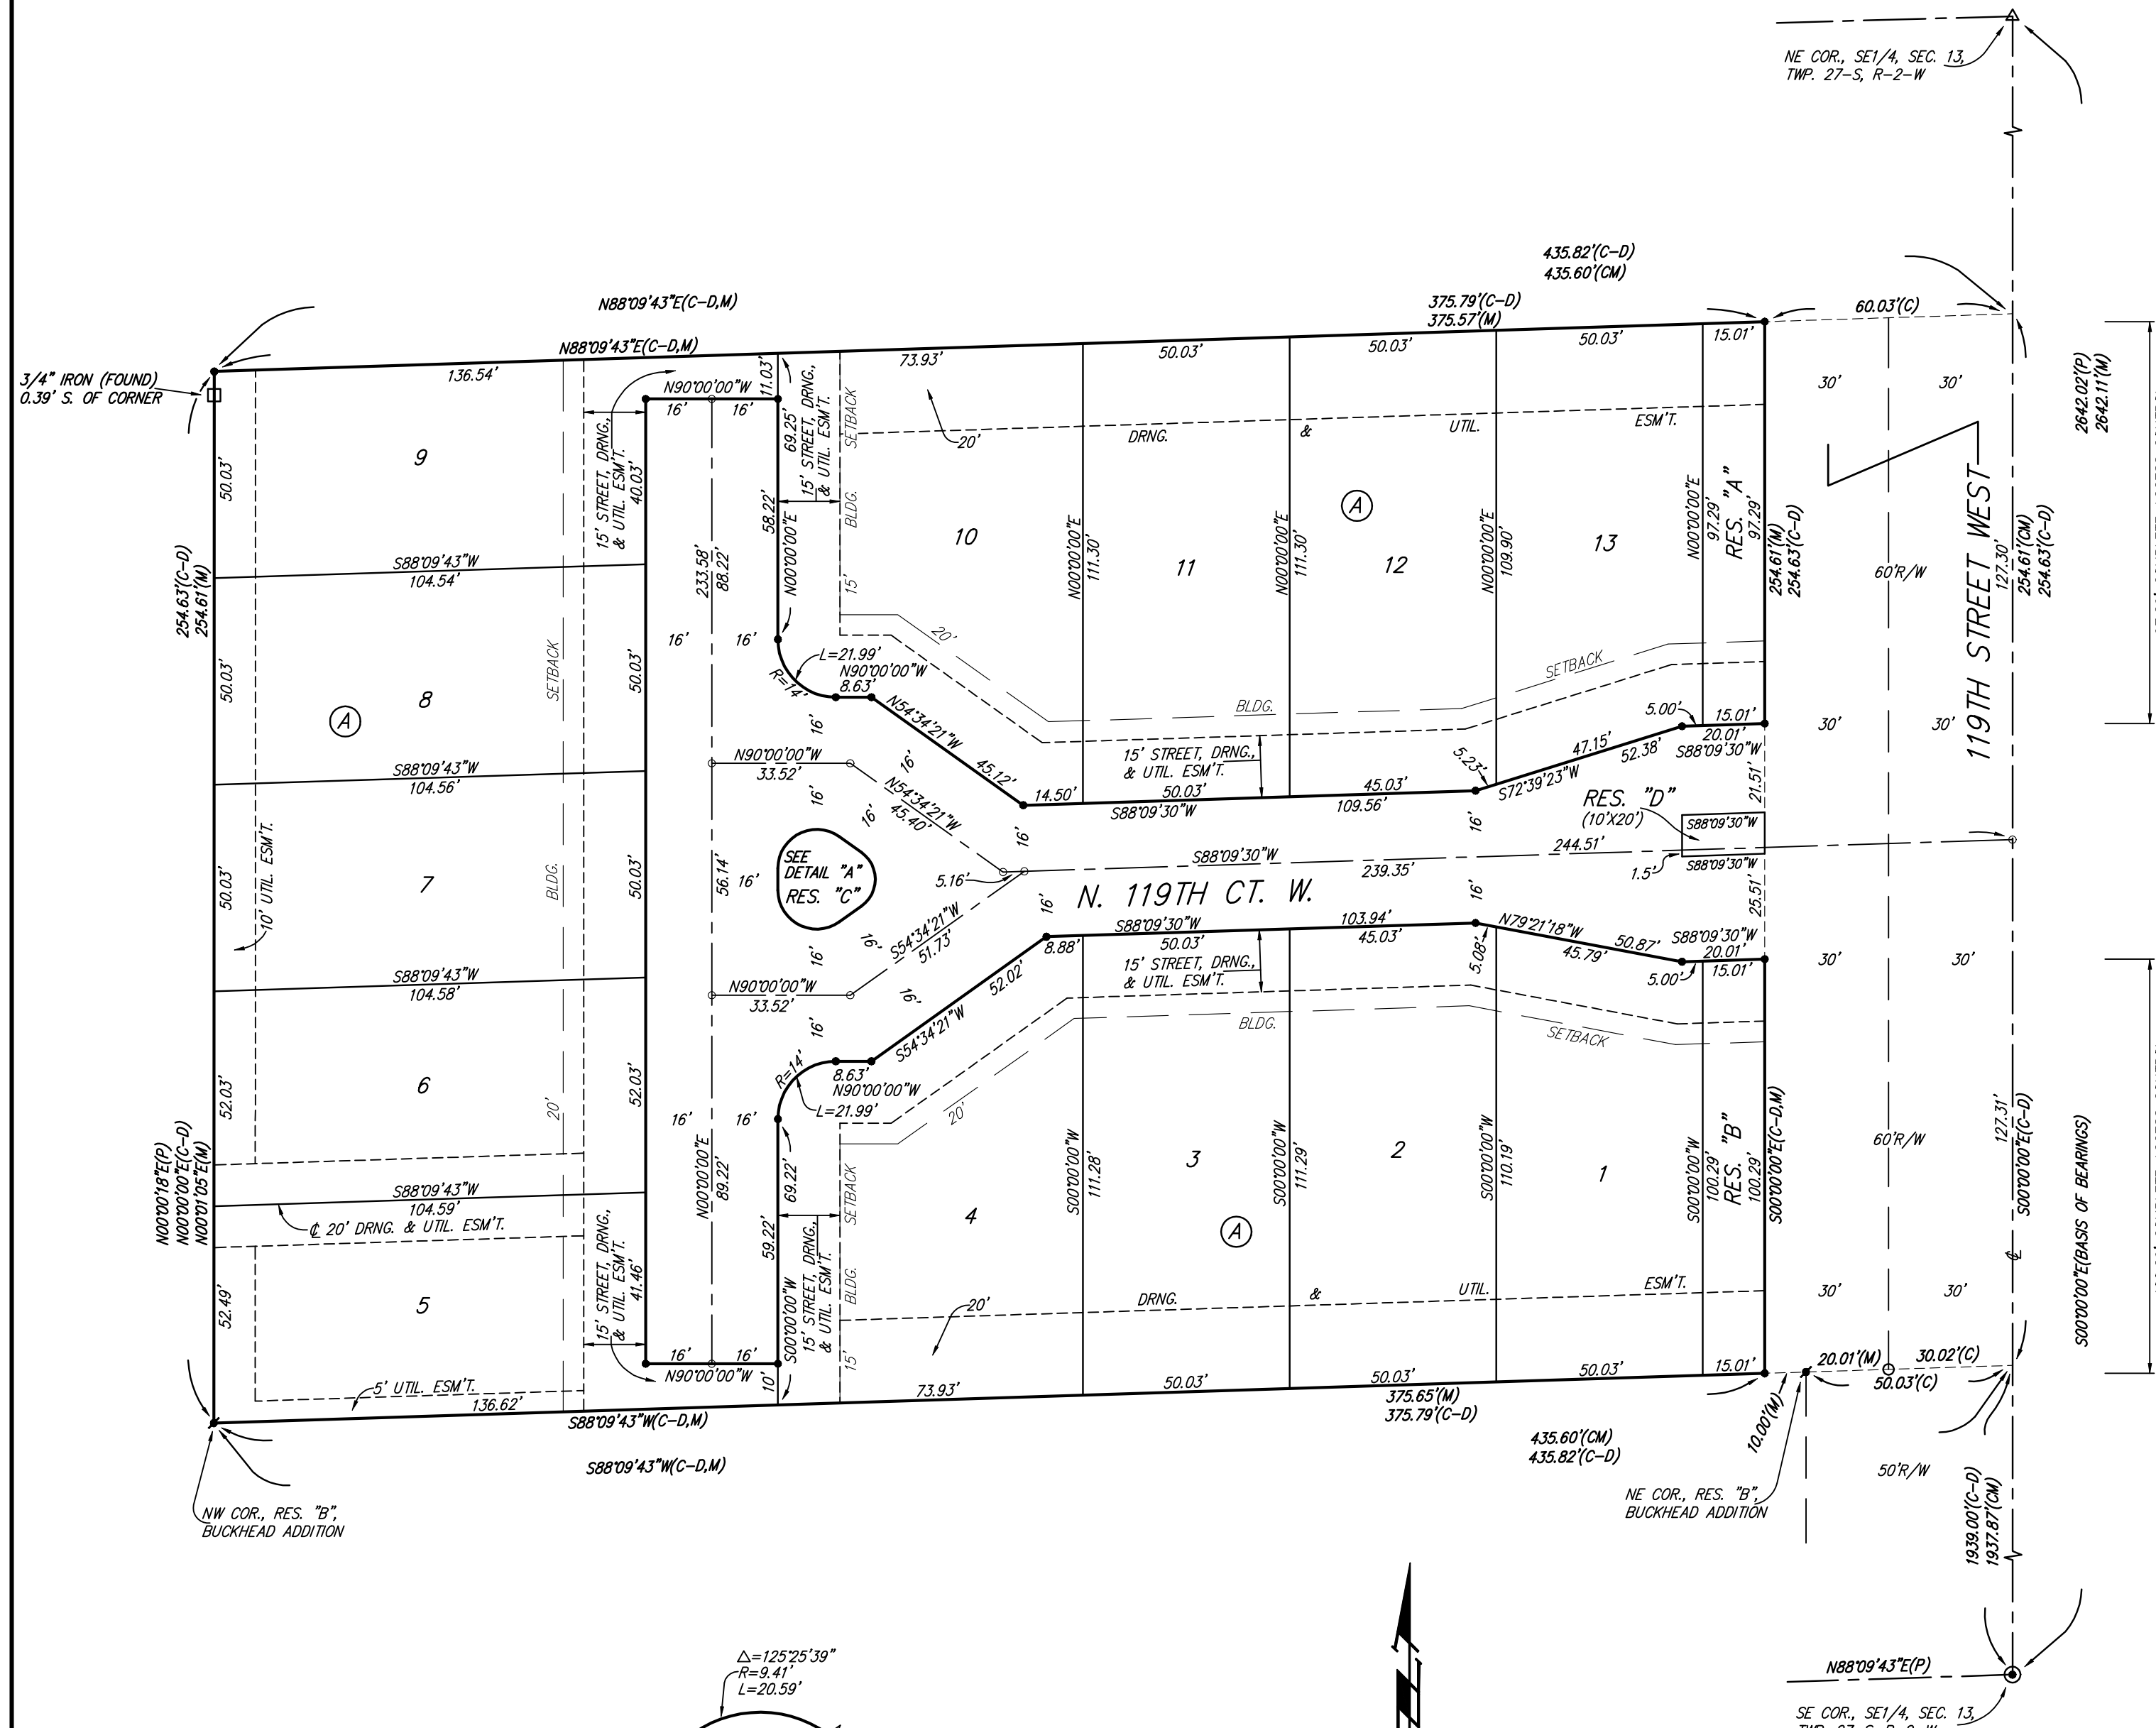 NE COR., SE1/4, SEC. 13,
TWP. 27-S, R-2-W
435.82'(C-D)
435.60'(CM)
N88°09'43"E(C-D,M)
375.79'(C-D)
375.57'(M)
60.03'(C)
N88°09'43"E(C-D,M)
3/4" IRON (FOUND)
0.39' S. OF CORNER
136.54'
11.03'
73.93'
50.03'
50.03'
50.03'
15.01'
30'
30'
2642.02'(P)
2642.11'(M)
N90°00'00"W
16'
16'
15' STREET, DRNG.,
& UTIL. ESM'T.
40.03'
69.25'
15' STREET, DRNG.,
& UTIL. ESM'T.
SETBACK
BLDG.
15'
20'
DRNG.
&
UTIL.
ESM'T.
9
50.03'
58.22'
N00°00'00"E
10
A
11
12
13
N00°00'00"E
111.30'
N00°00'00"E
111.30'
N00°00'00"E
109.90'
N00°00'00"E
97.29'
RES. "A"
97.29'
254.61'(M)
254.63'(C-D)
60'R/W
119TH STREET WEST
127.30'
254.61'(CM)
254.63'(C-D)
254.63'(C-D)
254.61'(M)
S88°09'43"W
104.54'
233.58'
88.22'
16'
16'
50.03'
SETBACK
50.03'
8
A
L=21.99'
R=14'
N90°00'00"W
8.63'
20'
SETBACK
BLDG.
N54°34'21"W
45.12'
16'
16'
5.00'
15.01'
20.01'
S88°09'30"W
30'
30'
47.15'
52.38'
S72°39'23"W
5.23'
S88°09'43"W
104.56'
N90°00'00"W
33.52'
16'
16'
N54°34'21"W
45.40'
15' STREET, DRNG.,
& UTIL. ESM'T.
14.50'
50.03'
45.03'
S88°09'30"W
109.56'
16'
16'
RES. "D"
(10'X20')
S88°09'30"W
S88°09'30"W
21.51'
244.51'
1.5'
25.51'
10' UTIL. ESM'T.
50.03'
7
BLDG.
50.03'
56.14'
16'
SEE
DETAIL "A"
RES. "C"
5.16'
S88°09'30"W
239.35'
N. 119TH CT. W.
16'
16'
S88°09'43"W
104.58'
N90°00'00"W
33.52'
16'
16'
S54°34'21"W
51.73'
16'
52.02'
S54°34'21"W
8.88'
S88°09'30"W
50.03'
103.94'
45.03'
15' STREET, DRNG.,
& UTIL. ESM'T.
5.08'
N79°21'18"W
50.87'
45.79'
S88°09'30"W
20.01'
15.01'
5.00'
30'
30'
BLDG.
SETBACK
52.03'
6
20'
52.03'
16'
R=14'
8.63'
N90°00'00"W
L=21.99'
20'
16'
16'
N00°00'18"E(P)
N00°00'00"E(C-D)
N00°01'05"E(M)
S88°09'43"W
104.59'
℄ 20' DRNG. & UTIL. ESM'T.
N00°00'00"E
89.22'
69.22'
59.22'
S00°00'00"W
SETBACK
BLDG.
15'
4
S00°00'00"W
111.28'
3
A
S00°00'00"W
111.29'
2
S00°00'00"W
110.19'
1
S00°00'00"W
100.29'
RES. "B"
100.29'
S00°00'00"E(C-D,M)
60'R/W
127.31'
S00°00'00"E(C-D)
S00°00'00"E(BASIS OF BEARINGS)
℄
52.49'
5
15' STREET, DRNG.,
& UTIL. ESM'T.
41.46'
15' STREET, DRNG.,
& UTIL. ESM'T.
20'
DRNG.
&
UTIL.
ESM'T.
30'
30'
16'
16'
N90°00'00"W
10'
5' UTIL. ESM'T.
136.62'
73.93'
50.03'
50.03'
50.03'
15.01'
20.01'(M)
30.02'(C)
50.03'(C)
10.00'(M)
375.65'(M)
375.79'(C-D)
S88°09'43"W(C-D,M)
435.60'(CM)
435.82'(C-D)
S88°09'43"W(C-D,M)
50'R/W
NW COR., RES. "B",
BUCKHEAD ADDITION
NE COR., RES. "B",
BUCKHEAD ADDITION
1939.00'(C-D)
1937.87'(CM)
△=125°25'39"
R=9.41'
L=20.59'
N88°09'43"E(P)
SE COR., SE1/4, SEC. 13,